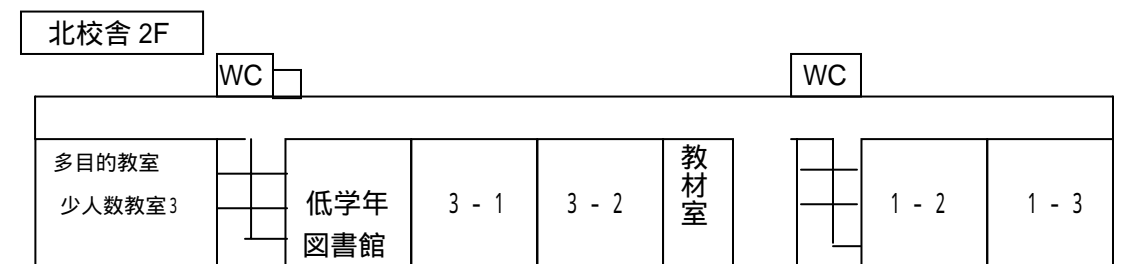 北校舎 2F
WC
WC
多目的教室
少人数教室3
低学年
図書館
3 - 1
3 - 2
教材室
1 - 2
1 - 3